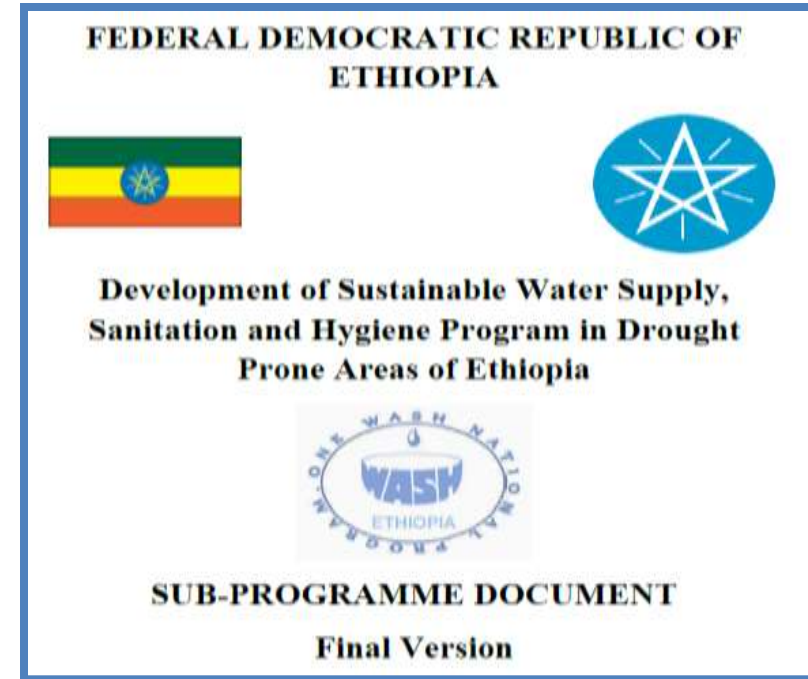 FEDERAL DEMOCRATIC REPUBLIC OF
ETHIOPIA
Development of Sustainable Water Supply,
Sanitation and Hygiene Program in Drought
Prone Areas of Ethiopia
ONE WASH NATIONAL PROGRAM
WASH
ETHIOPIA
SUB-PROGRAMME DOCUMENT
Final Version